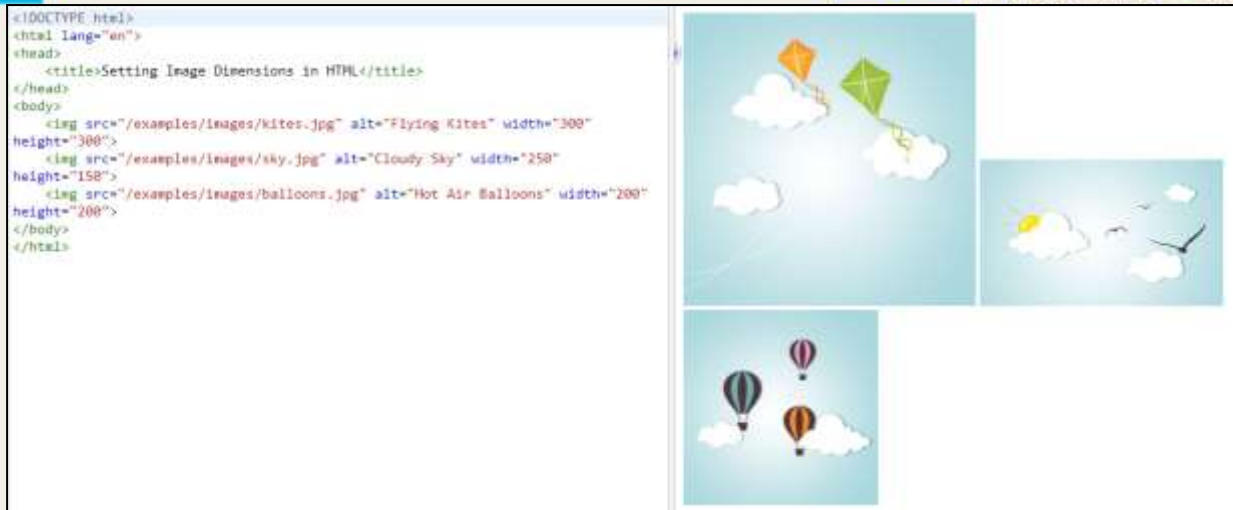 <!DOCTYPE html>
<html lang="en">
<head>
    <title>Setting Image Dimensions in HTML</title>
</head>
<body>
    <img src="/examples/images/kites.jpg" alt="Flying Kites" width="300"
height="300">
    <img src="/examples/images/sky.jpg" alt="Cloudy Sky" width="250"
height="150">
    <img src="/examples/images/balloons.jpg" alt="Hot Air Balloons" width="200"
height="200">
</body>
</html>